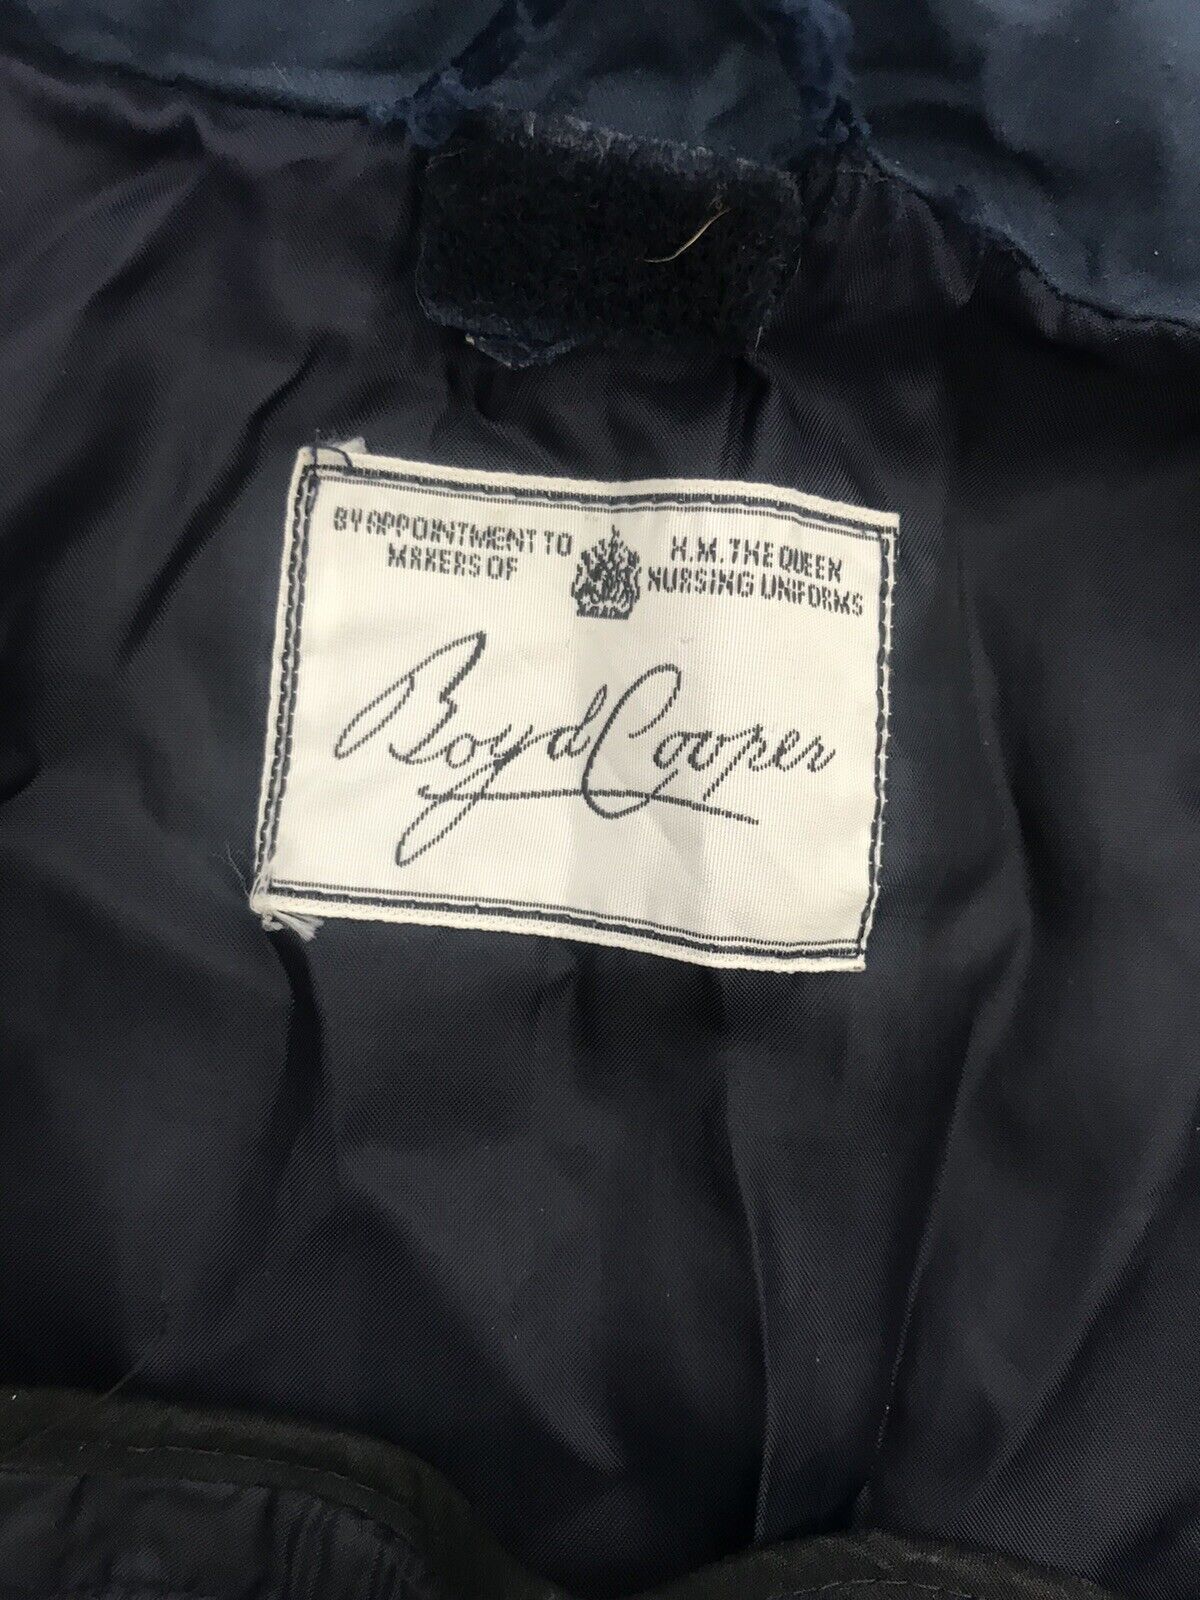 BY APPOINTMENT TO H.M. THE QUEEN
MAKERS OF NURSING UNIFORMS
Boyd Cooper